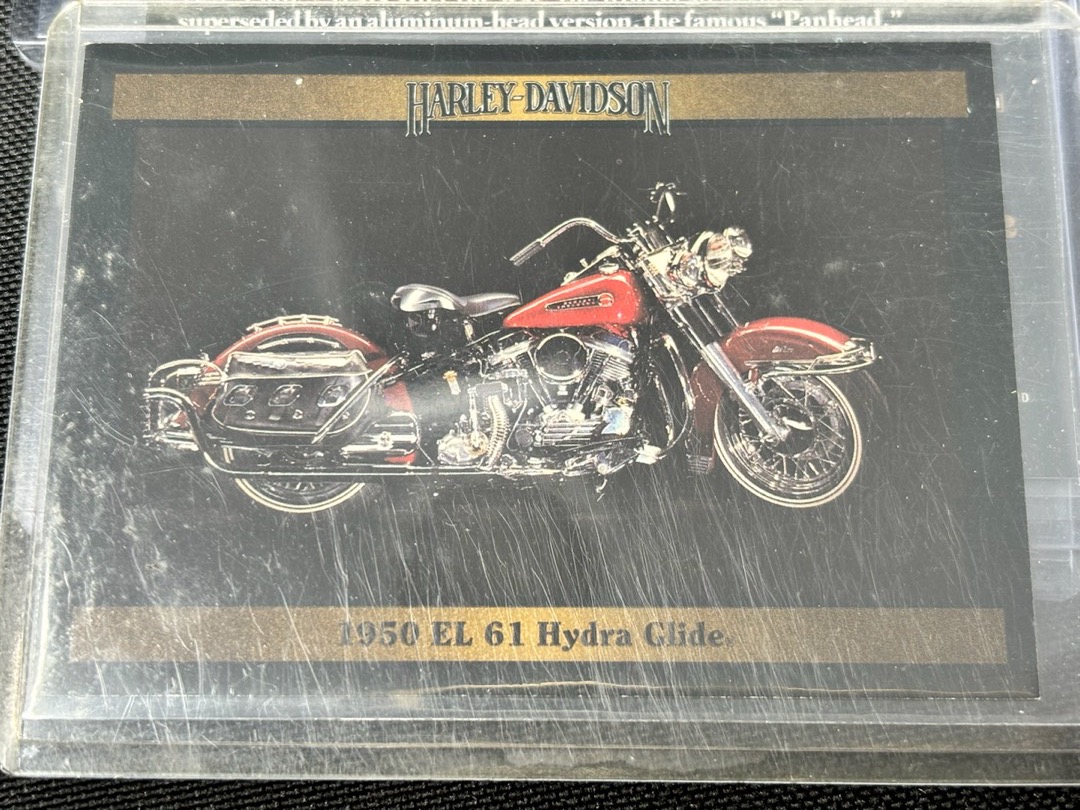 superseded by an aluminum-head version, the famous "Panhead."
HARLEY-DAVIDSON
1950 EL 61 Hydra Glide